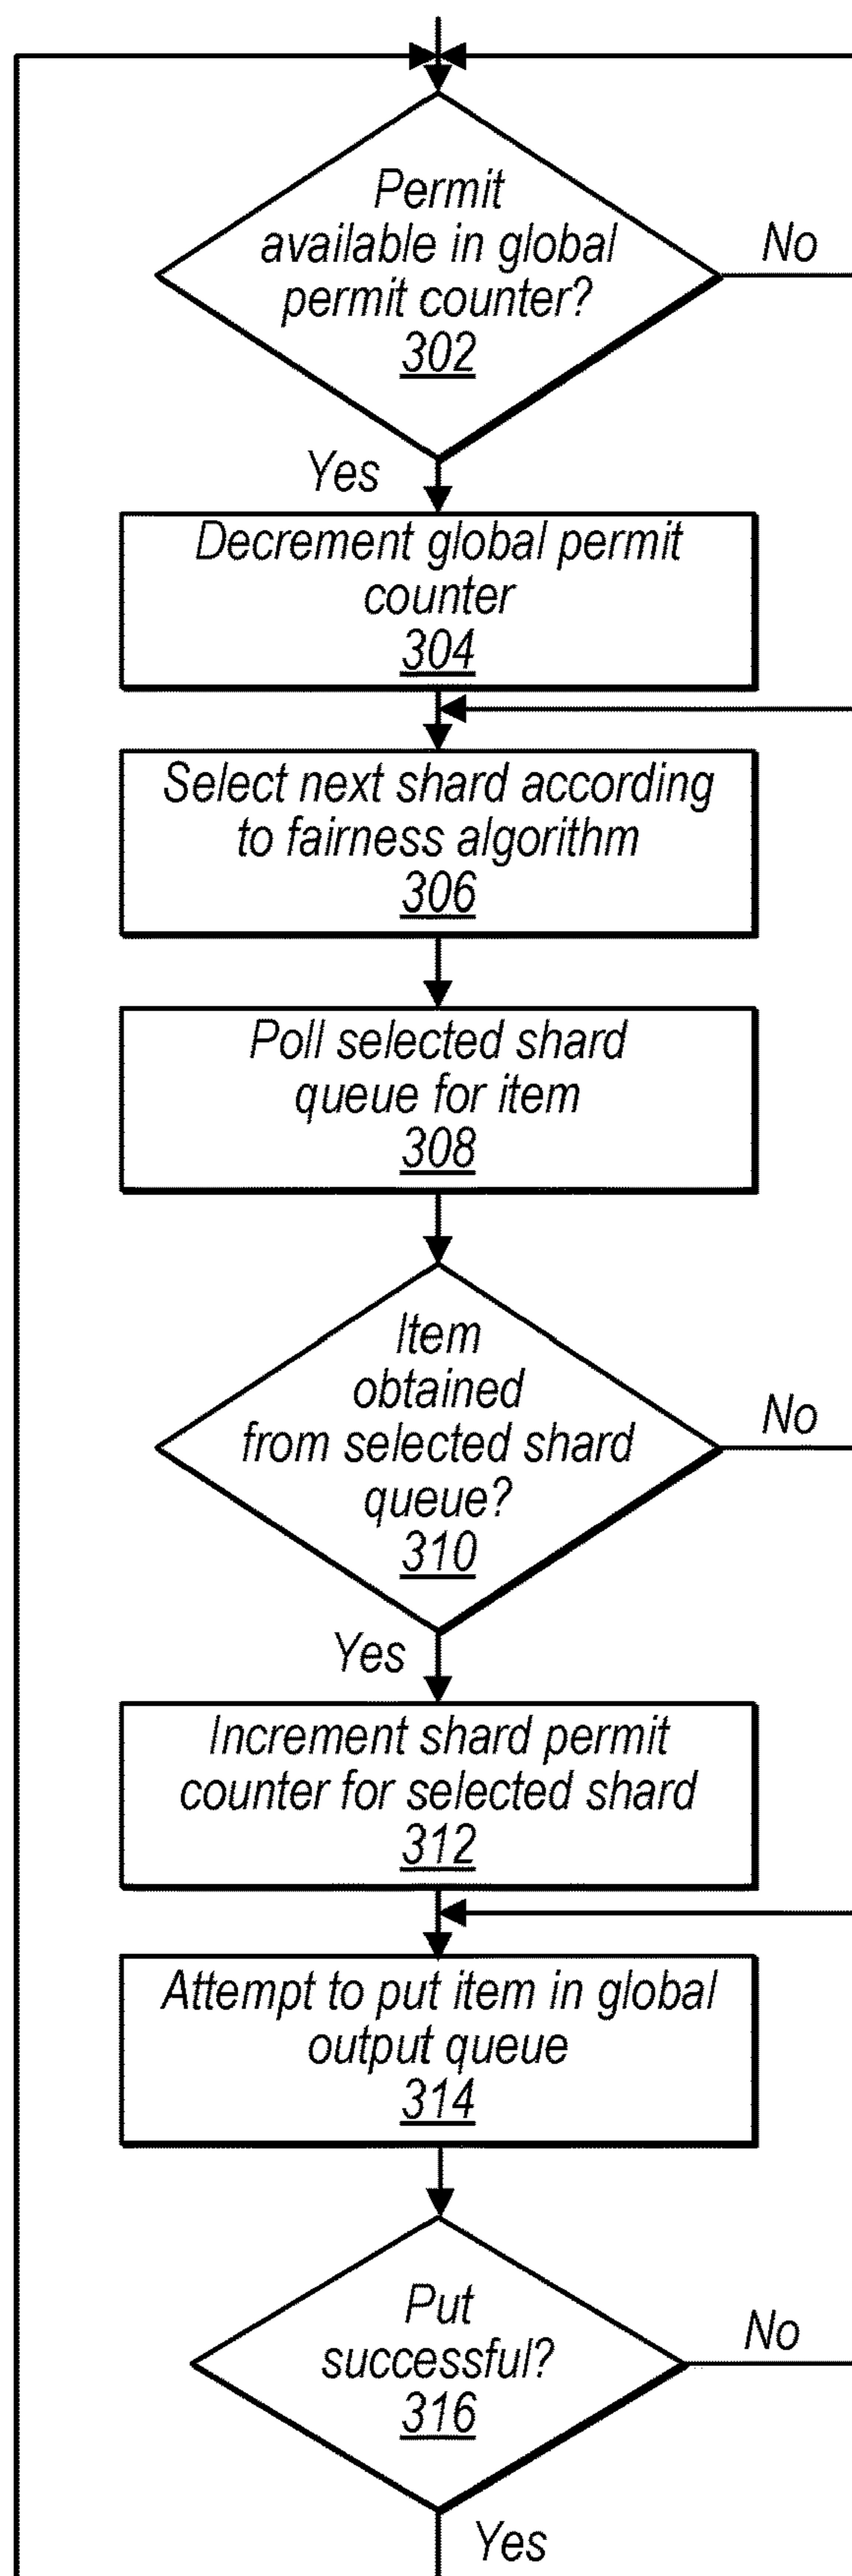 Permit
available in global
permit counter?
302
No
Yes
Decrement global permit
counter
304
Select next shard according
to fairness algorithm
306
Poll selected shard
queue for item
308
Item
obtained
from selected shard
queue?
310
No
Yes
Increment shard permit
counter for selected shard
312
Attempt to put item in global
output queue
314
Put
successful?
316
No
Yes